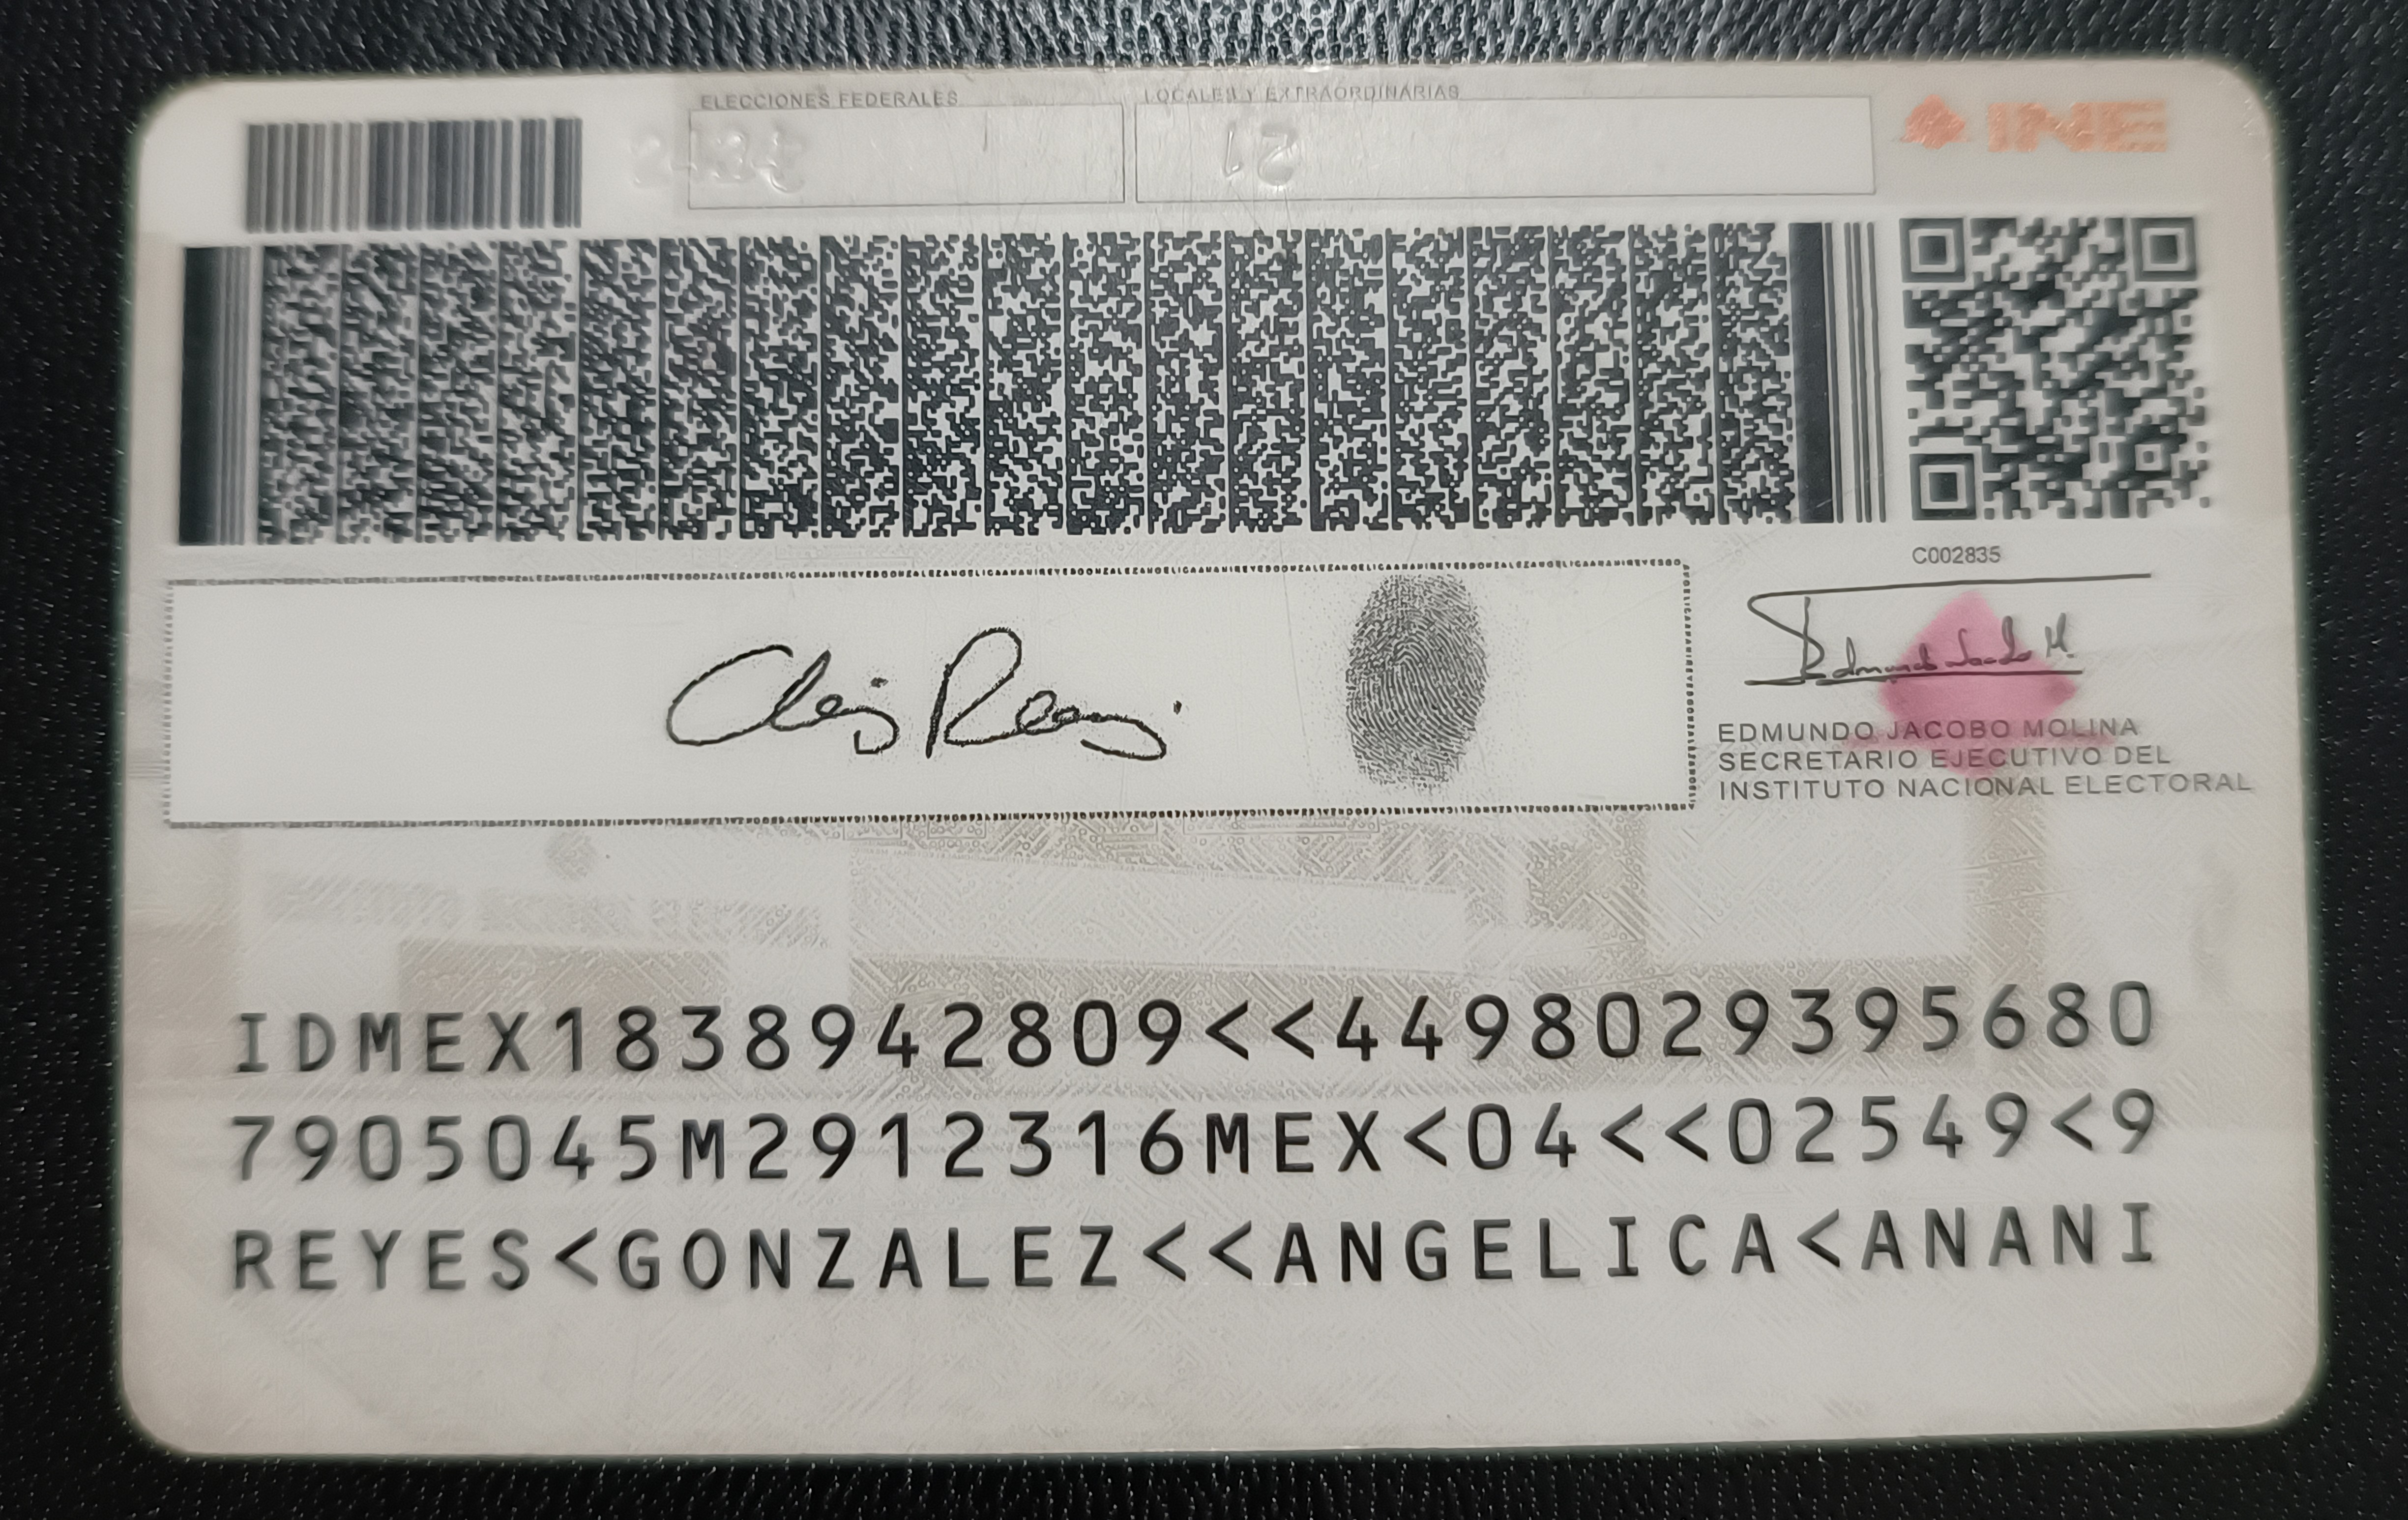 ELECCIONES FEDERALES
LOCALES Y EXTRAORDINARIAS
INE
C002835
EDMUNDO JACOBO MOLINA
SECRETARIO EJECUTIVO DEL
INSTITUTO NACIONAL ELECTORAL
IDMEX1838942809<<4498029395680
7905045M2912316MEX<04<<02549<9
REYES<GONZALEZ<<ANGELICA<ANANI